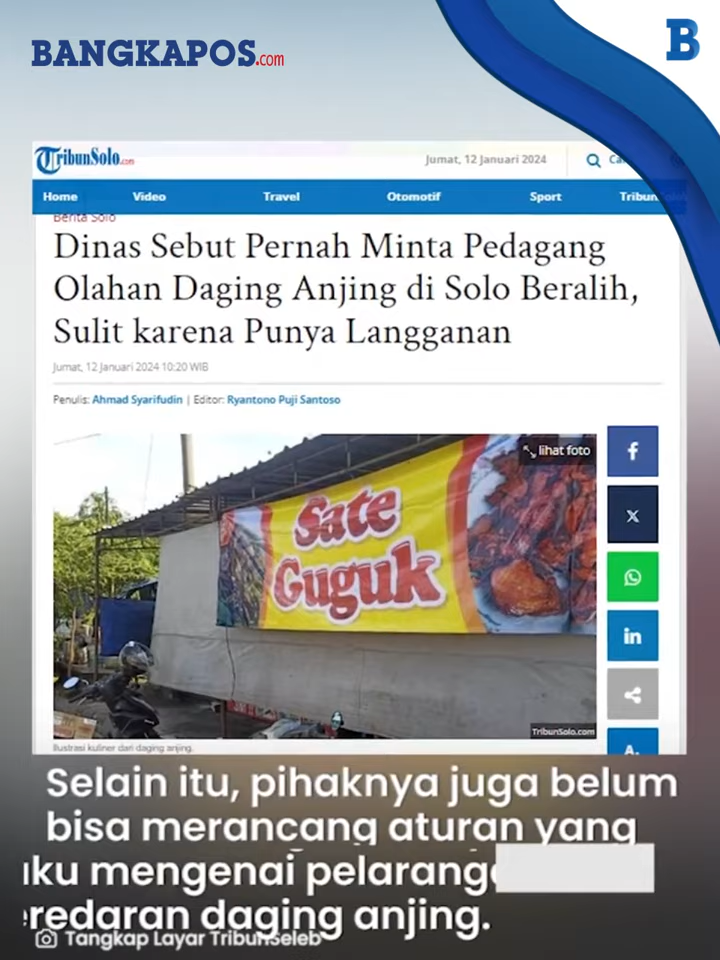 BANGKAPOS.com
B
TribunSolo.com
Jumat, 12 Januari 2024
Home Video Travel Otomotif Sport Tribun
Berita Solo
Dinas Sebut Pernah Minta Pedagang
Olahan Daging Anjing di Solo Beralih,
Sulit karena Punya Langganan
Jumat, 12 Januari 2024 10:20 WIB
Penulis: Ahmad Syarifudin | Editor: Ryantono Puji Santoso
lihat foto
Sate
Guguk
TribunSolo.com
Ilustrasi kuliner dari daging anjing.
Selain itu, pihaknya juga belum
bisa merancang aturan yang
mengenai
daging anjing.
Tangkap Layar TribunSeleb